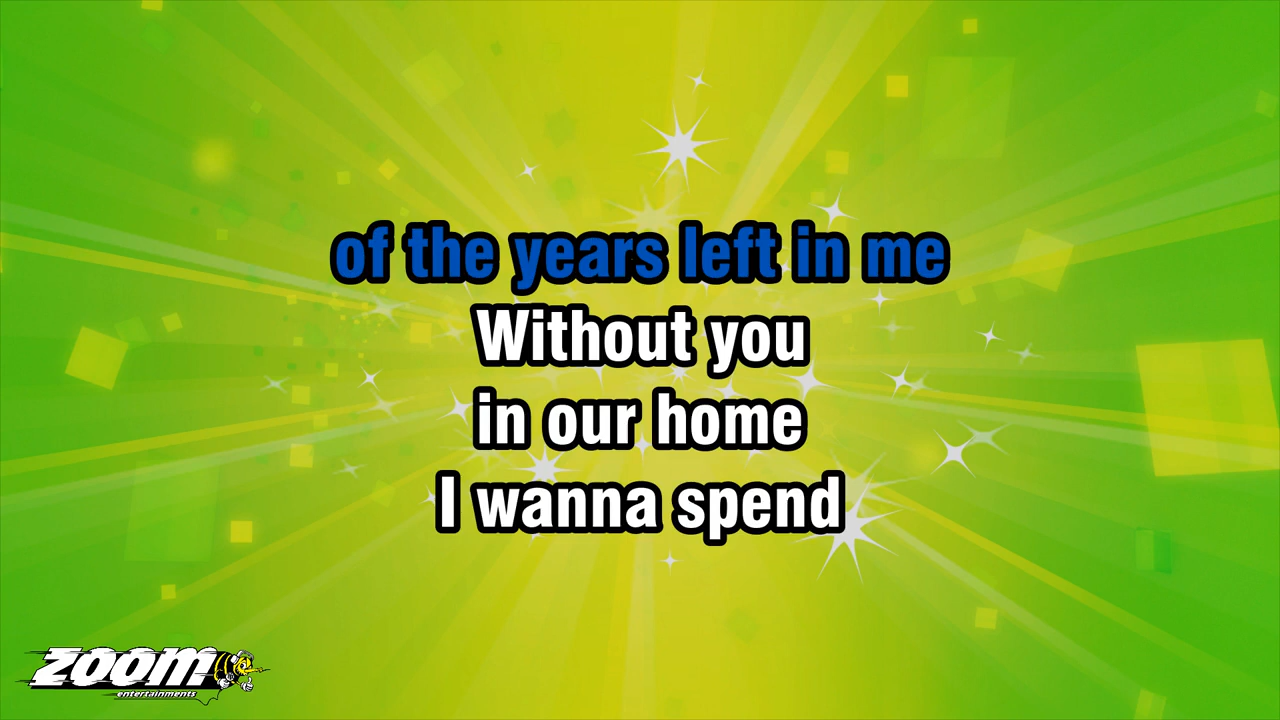 of the years left in me
Without you
in our home
I wanna spend
zoom
entertainments